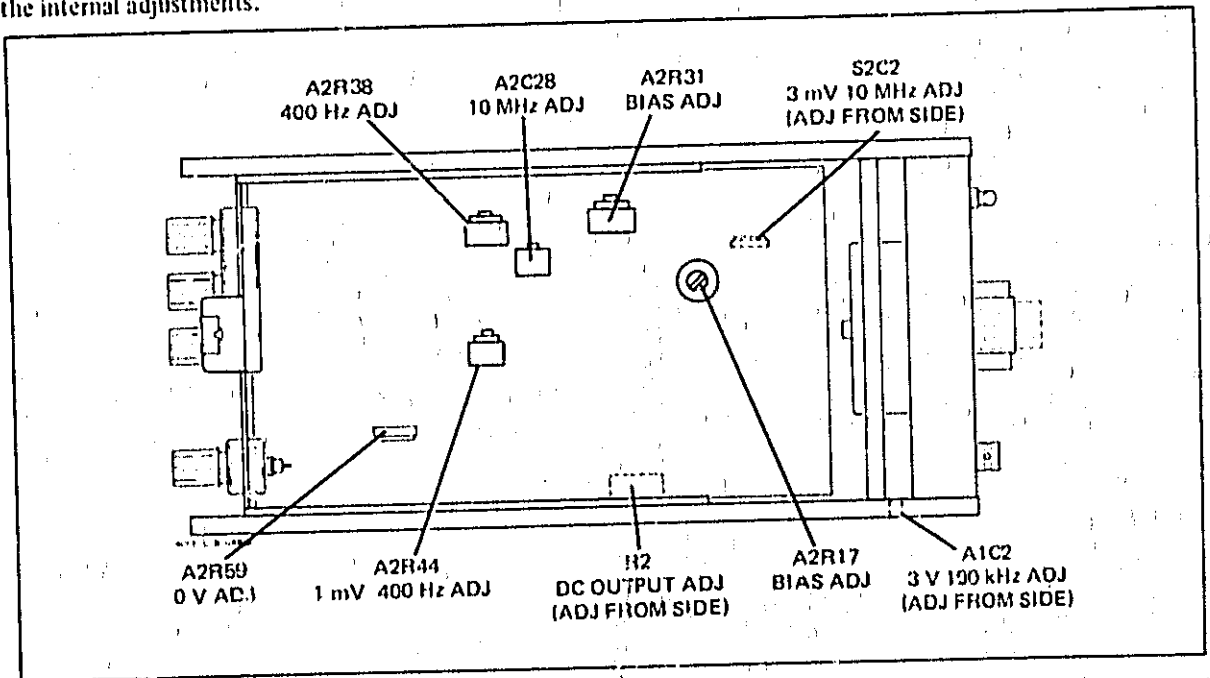 the internal adjustments.
A2R38
400 Hz ADJ
A2C28
10 MHz ADJ
A2R31
BIAS ADJ
S2C2
3 mV 10 MHz ADJ
(ADJ FROM SIDE)
A2R59
0 V ADJ
A2R44
1 mV 400 Hz ADJ
R2
DC OUTPUT ADJ
(ADJ FROM SIDE)
A2R17
BIAS ADJ
A1C2
3 V 100 kHz ADJ
(ADJ FROM SIDE)